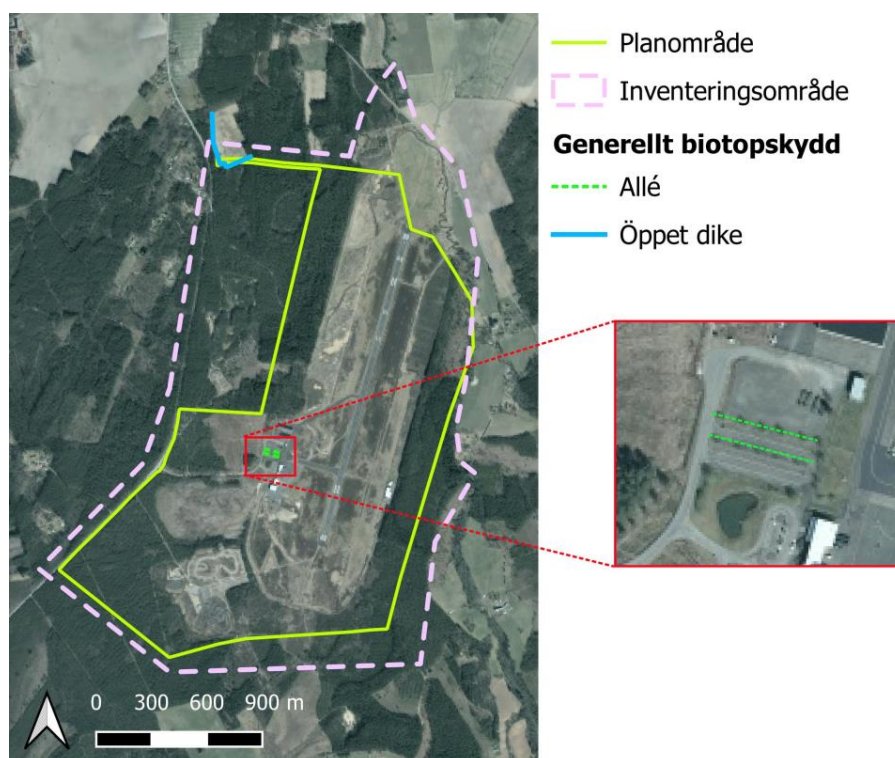 Planområde
Inventeringsområde
Generellt biotopskydd
Allé
Öppet dike
0 300 600 900 m